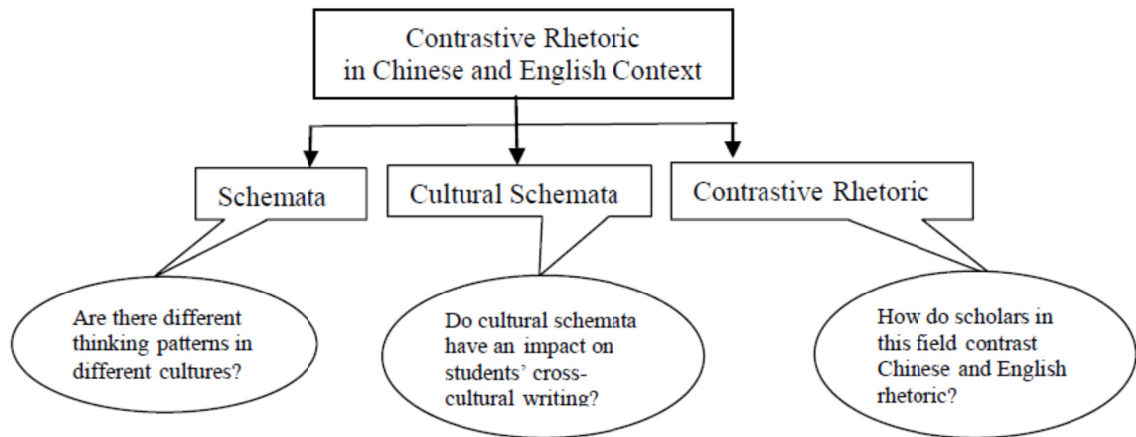 Contrastive Rhetoric
in Chinese and English Context
Schemata
Cultural Schemata
Contrastive Rhetoric
Are there different
thinking patterns in
different cultures?
Do cultural schemata
have an impact on
students’ cross-
cultural writing?
How do scholars in
this field contrast
Chinese and English
rhetoric?